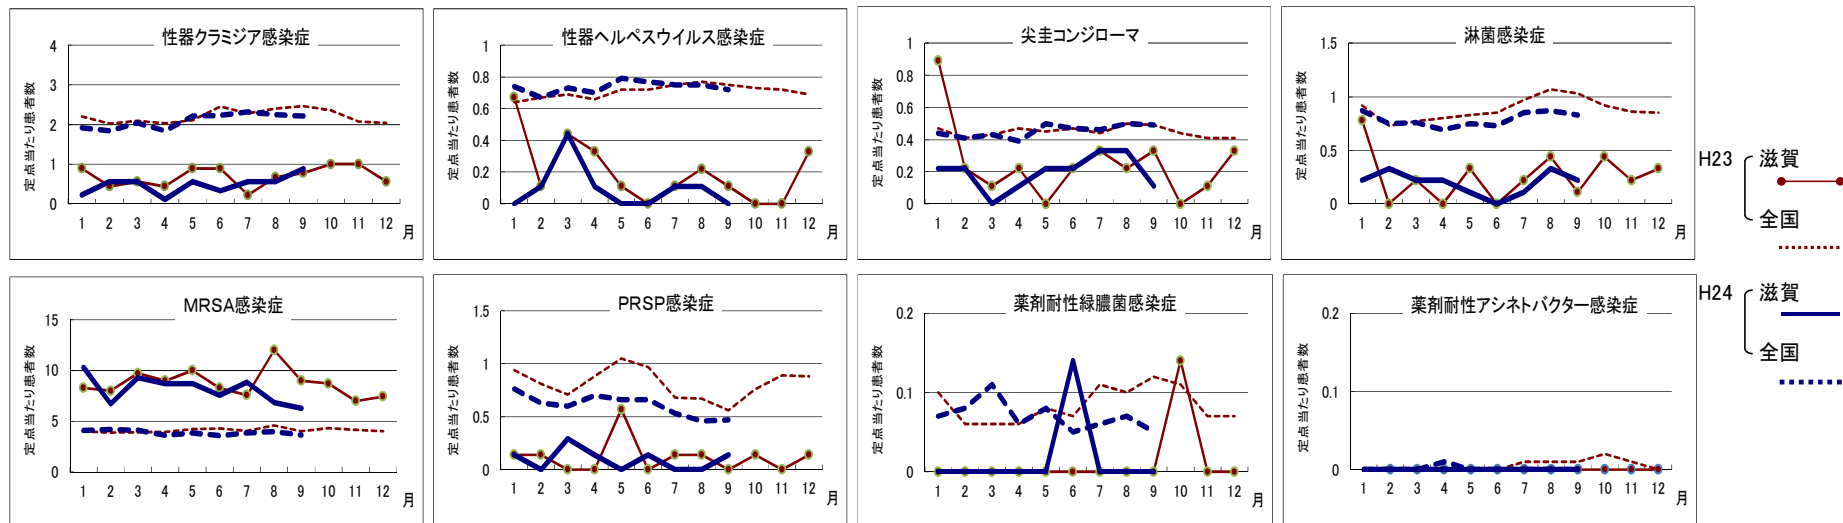 性器クラミジア感染症
定点当たり患者数
4
3
2
1
0
1 2 3 4 5 6 7 8 9 10 11 12 月
性器ヘルペスウイルス感染症
定点当たり患者数
1
0.8
0.6
0.4
0.2
0
1 2 3 4 5 6 7 8 9 10 11 12 月
尖圭コンジローマ
定点当たり患者数
1
0.8
0.6
0.4
0.2
0
1 2 3 4 5 6 7 8 9 10 11 12 月
淋菌感染症
定点当たり患者数
1.5
1
0.5
0
1 2 3 4 5 6 7 8 9 10 11 12 月
MRSA感染症
定点当たり患者数
15
10
5
0
1 2 3 4 5 6 7 8 9 10 11 12 月
PRSP感染症
定点当たり患者数
1.5
1
0.5
0
1 2 3 4 5 6 7 8 9 10 11 12 月
薬剤耐性緑膿菌感染症
定点当たり患者数
0.2
0.1
0
1 2 3 4 5 6 7 8 9 10 11 12 月
薬剤耐性アシネトバクター感染症
定点当たり患者数
0.2
0.1
0
1 2 3 4 5 6 7 8 9 10 11 12 月
H23
滋賀
全国
H24
滋賀
全国